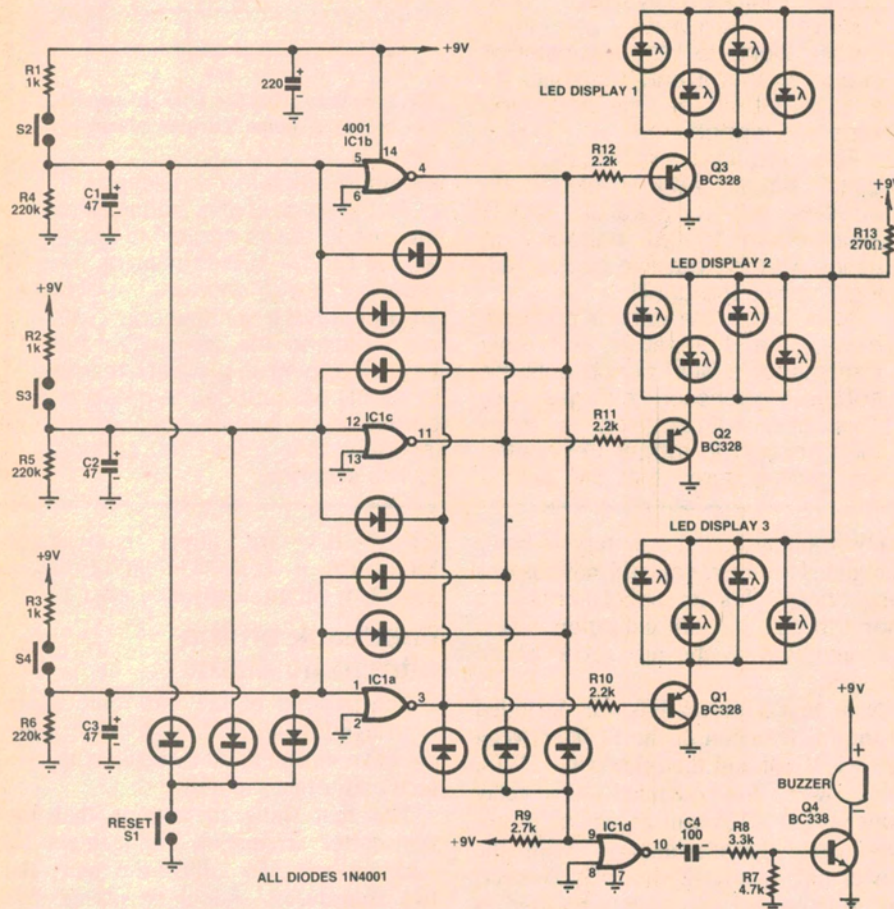 +9V
R1
1k
220
+
−
LED DISPLAY 1
λ
λ
λ
λ
S2
4001
IC1b
14
5
4
6
R12
2.2k
Q3
BC328
R4
220k
C1
47
+
−
+9V
R13
270Ω
+9V
R2
1k
LED DISPLAY 2
λ
λ
λ
λ
S3
IC1c
12
11
13
R11
2.2k
Q2
BC328
R5
220k
C2
47
+
−
+9V
R3
1k
LED DISPLAY 3
λ
λ
λ
λ
S4
IC1a
1
3
2
R10
2.2k
Q1
BC328
R6
220k
C3
47
+
−
+9V
+
BUZZER
−
RESET
S1
+9V
R9
2.7k
IC1d
9
10
8
7
C4
100
+
−
R8
3.3k
R7
4.7k
Q4
BC338
ALL DIODES 1N4001